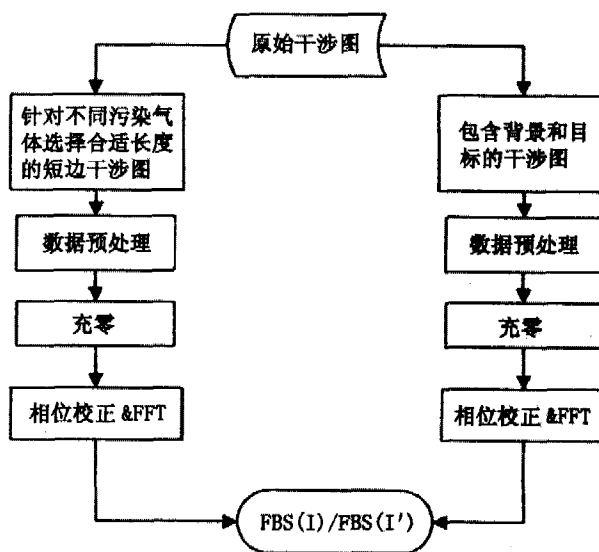 原始干涉图
针对不同污染气
体选择合适长度
的短边干涉图
数据预处理
充零
相位校正&FFT
包含背景和目
标的干涉图
数据预处理
充零
相位校正&FFT
FBS(I)/FBS(I')